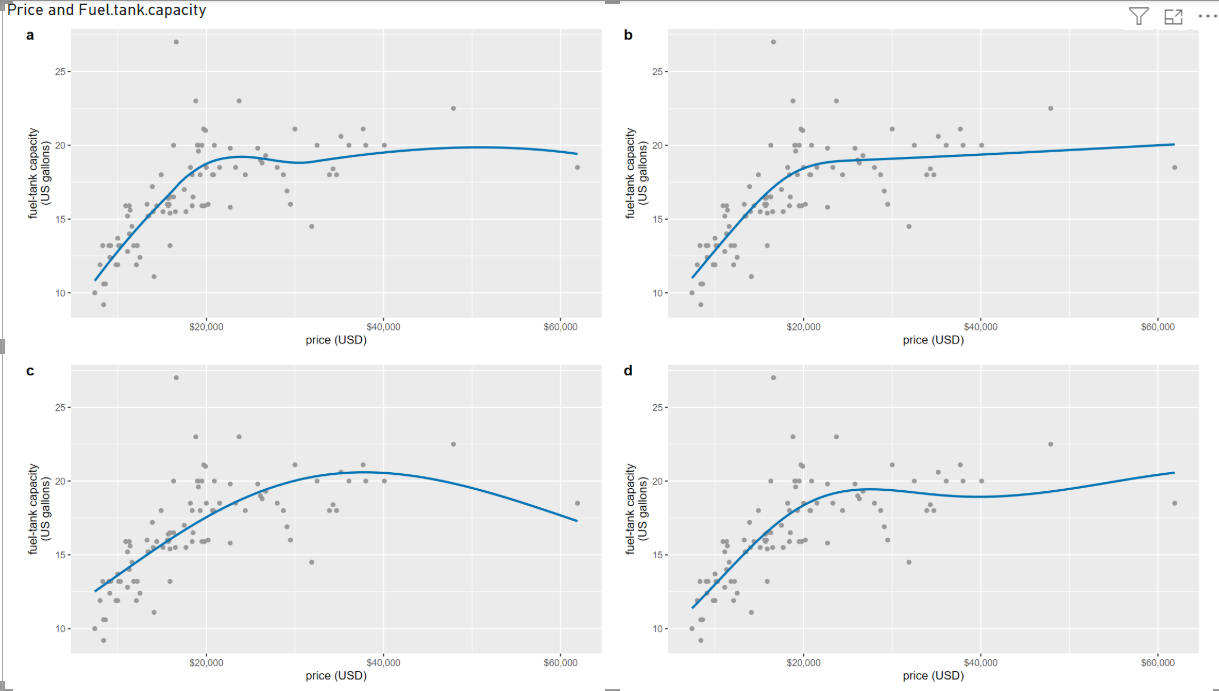 Price and Fuel.tank.capacity
a
25
20
15
10
fuel-tank capacity
(US gallons)
$20,000
$40,000
$60,000
price (USD)
b
25
20
15
10
fuel-tank capacity
(US gallons)
$20,000
$40,000
$60,000
price (USD)
c
25
20
15
10
fuel-tank capacity
(US gallons)
$20,000
$40,000
$60,000
price (USD)
d
25
20
15
10
fuel-tank capacity
(US gallons)
$20,000
$40,000
$60,000
price (USD)